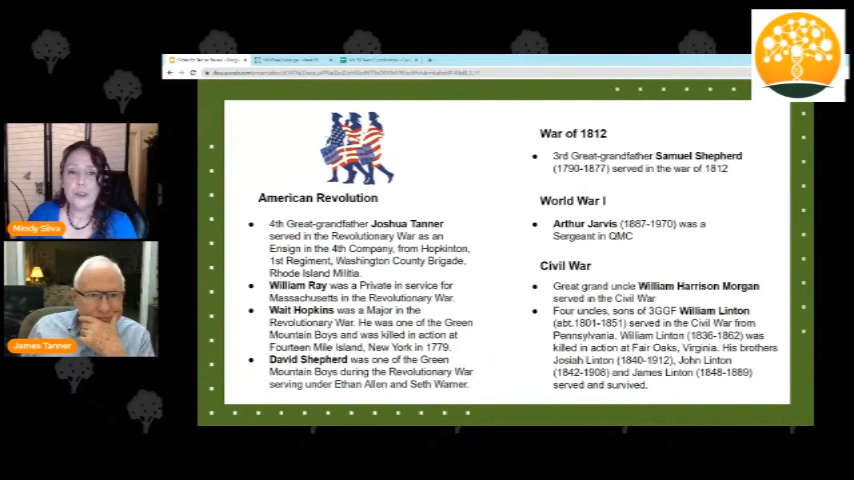 Mindy Silva
James Tanner
American Revolution
4th Great-grandfather Joshua Tanner
served in the Revolutionary War as an
Ensign in the 4th Company, from Hopkinton,
1st Regiment, Washington County Brigade,
Rhode Island Militia.
William Ray was a Private in service for
Massachusetts in the Revolutionary War.
Wait Hopkins was a Major in the
Revolutionary War. He was one of the Green
Mountain Boys and was killed in action at
Fourteen Mile Island, New York in 1779.
David Shepherd was one of the Green
Mountain Boys during the Revolutionary War
serving under Ethan Allen and Seth Warner.
War of 1812
3rd Great-grandfather Samuel Shepherd
(1790-1877) served in the war of 1812
World War I
Arthur Jarvis (1887-1970) was a
Sergeant in QMC
Civil War
Great grand uncle William Harrison Morgan
served in the Civil War
Four uncles, sons of 3GGF William Linton
(abt.1801-1851) served in the Civil War from
Pennsylvania. William Linton (1836-1862) was
killed in action at Fair Oaks, Virginia. His brothers
Josiah Linton (1840-1912), John Linton
(1842-1908) and James Linton (1848-1889)
served and survived.